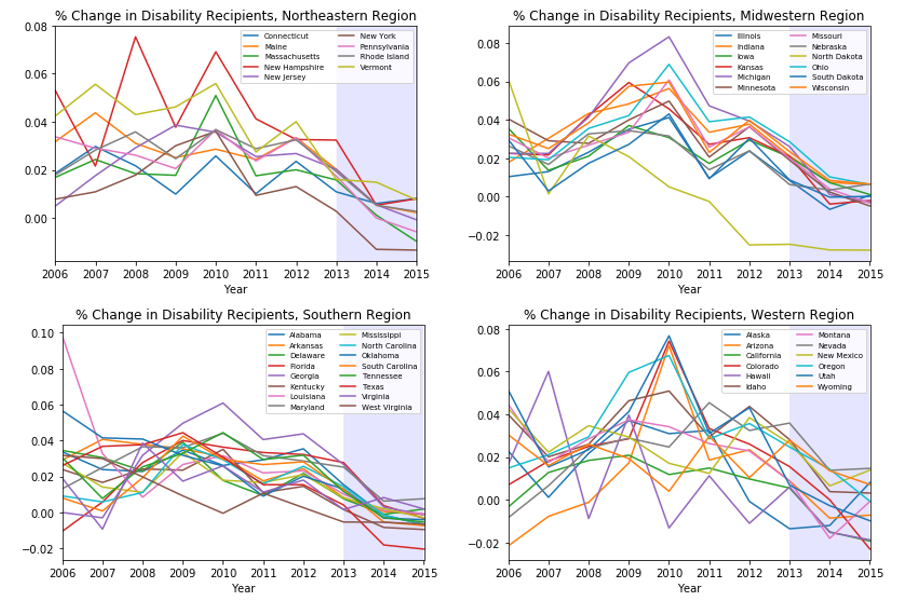 % Change in Disability Recipients, Northeastern Region
0.08
0.06
0.04
0.02
0.00
Connecticut
Maine
Massachusetts
New Hampshire
New Jersey
New York
Pennsylvania
Rhode Island
Vermont
2006 2007 2008 2009 2010 2011 2012 2013 2014 2015
Year
% Change in Disability Recipients, Midwestern Region
0.08
0.06
0.04
0.02
0.00
−0.02
Illinois
Indiana
Iowa
Kansas
Michigan
Minnesota
Missouri
Nebraska
North Dakota
Ohio
South Dakota
Wisconsin
2006 2007 2008 2009 2010 2011 2012 2013 2014 2015
Year
% Change in Disability Recipients, Southern Region
0.10
0.08
0.06
0.04
0.02
0.00
−0.02
Alabama
Arkansas
Delaware
Florida
Georgia
Kentucky
Louisiana
Maryland
Mississippi
North Carolina
Oklahoma
South Carolina
Tennessee
Texas
Virginia
West Virginia
2006 2007 2008 2009 2010 2011 2012 2013 2014 2015
Year
% Change in Disability Recipients, Western Region
0.08
0.06
0.04
0.02
0.00
−0.02
Alaska
Arizona
California
Colorado
Hawaii
Idaho
Montana
Nevada
New Mexico
Oregon
Utah
Wyoming
2006 2007 2008 2009 2010 2011 2012 2013 2014 2015
Year